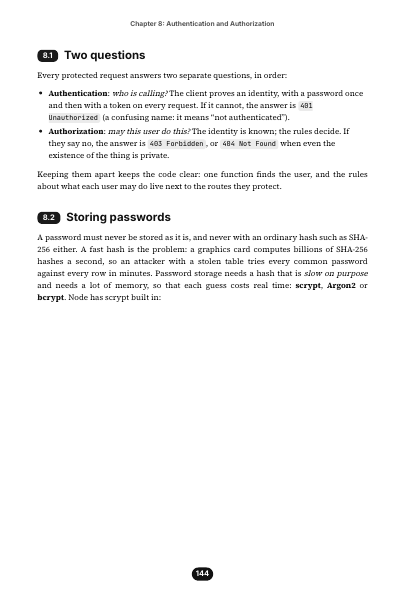 Chapter 8: Authentication and Authorization
8.1 Two questions
Every protected request answers two separate questions, in order:
• Authentication: who is calling? The client proves an identity, with a password once
and then with a token on every request. If it cannot, the answer is 401
Unauthorized (a confusing name: it means “not authenticated”).
• Authorization: may this user do this? The identity is known; the rules decide. If
they say no, the answer is 403 Forbidden, or 404 Not Found when even the
existence of the thing is private.
Keeping them apart keeps the code clear: one function finds the user, and the rules
about what each user may do live next to the routes they protect.
8.2 Storing passwords
A password must never be stored as it is, and never with an ordinary hash such as SHA-
256 either. A fast hash is the problem: a graphics card computes billions of SHA-256
hashes a second, so an attacker with a stolen table tries every common password
against every row in minutes. Password storage needs a hash that is slow on purpose
and needs a lot of memory, so that each guess costs real time: scrypt, Argon2 or
bcrypt. Node has scrypt built in:
144